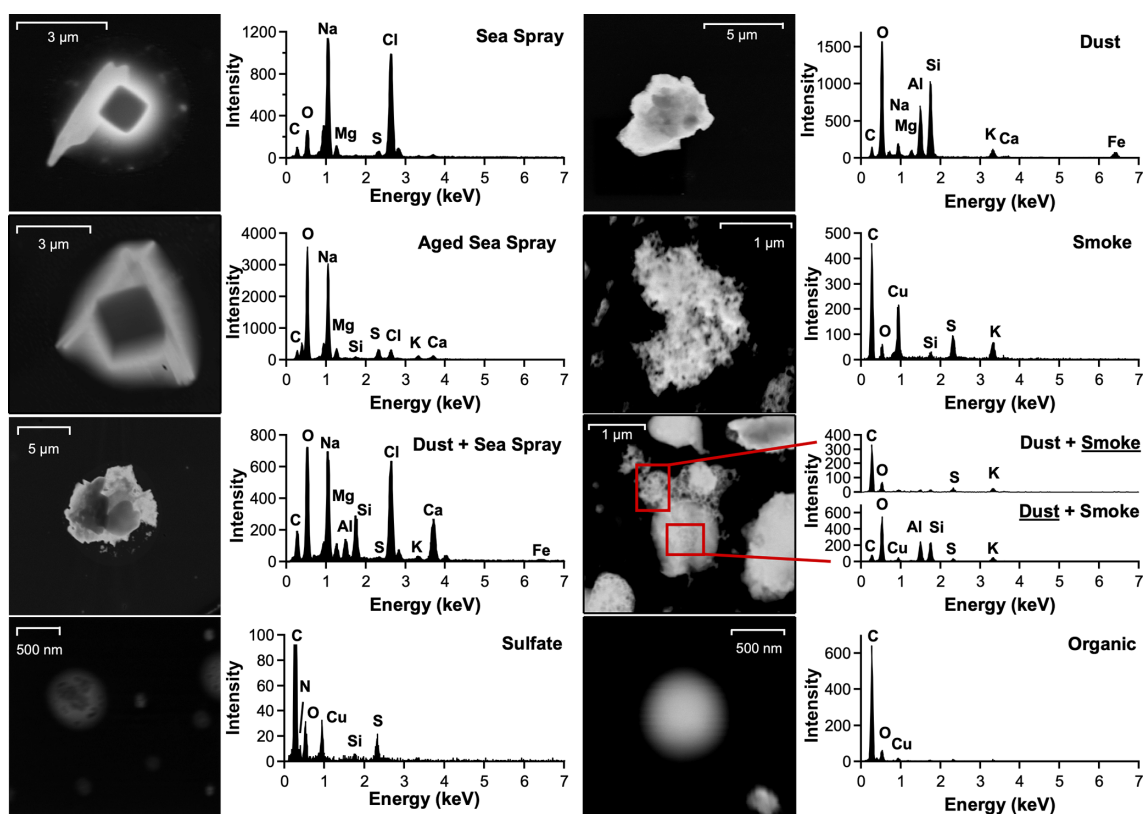 3 µm
Sea Spray
1200
800
400
0
Intensity
C
O
Na
Mg
S
Cl
0 1 2 3 4 5 6 7
Energy (keV)
5 µm
Dust
1500
1000
500
0
Intensity
C
O
Na
Mg
Al
Si
K
Ca
Fe
0 1 2 3 4 5 6 7
Energy (keV)
3 µm
Aged Sea Spray
4000
3000
2000
1000
0
Intensity
C
O
Na
Mg
Si
S
Cl
K
Ca
0 1 2 3 4 5 6 7
Energy (keV)
1 µm
Smoke
500
400
300
200
100
0
Intensity
C
O
Cu
Si
S
K
0 1 2 3 4 5 6 7
Energy (keV)
5 µm
Dust + Sea Spray
800
600
400
200
0
Intensity
C
O
Na
Mg
Al
Si
S
Cl
K
Ca
Fe
0 1 2 3 4 5 6 7
Energy (keV)
1 µm
Dust + Smoke
400
300
200
100
0
C
O
S
K
Dust + Smoke
600
400
200
0
Intensity
C
O
Cu
Al
Si
S
K
0 1 2 3 4 5 6 7
Energy (keV)
500 nm
Sulfate
100
80
60
40
20
0
Intensity
C
N
O
Cu
Si
S
0 1 2 3 4 5 6 7
Energy (keV)
500 nm
Organic
600
400
200
0
Intensity
C
O
Cu
0 1 2 3 4 5 6 7
Energy (keV)